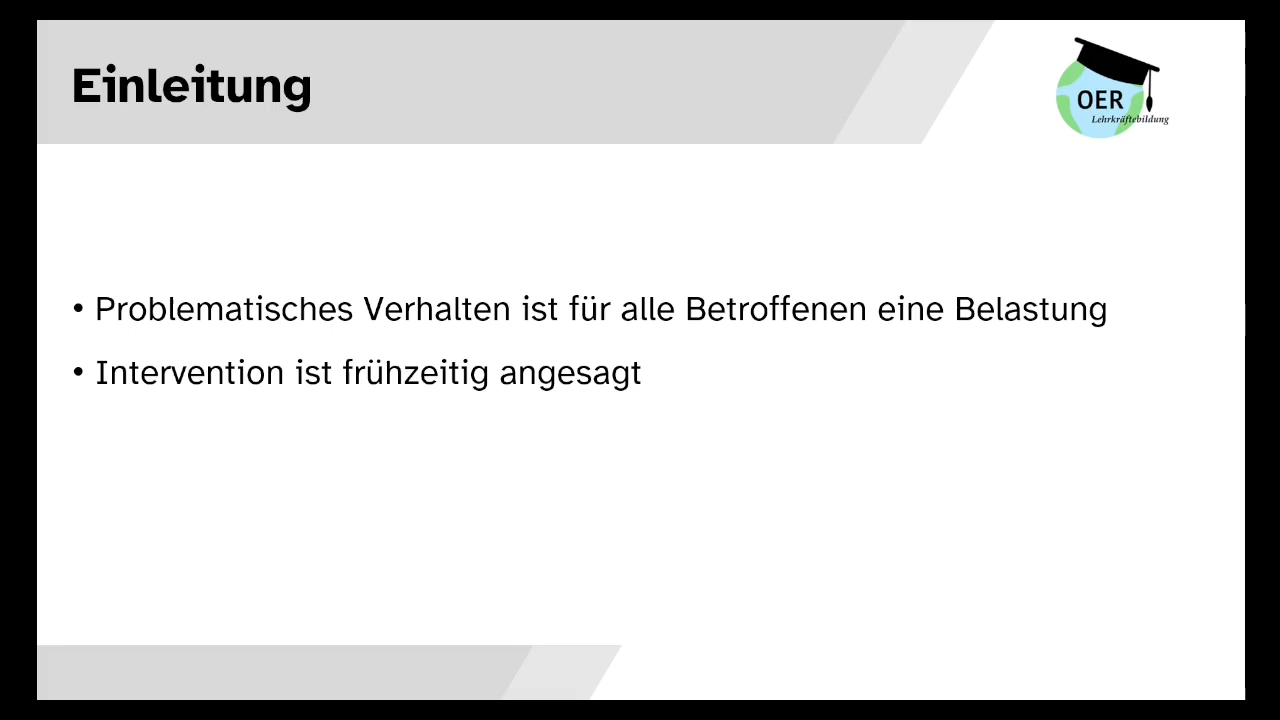 Einleitung
OER
Lehrkräftebildung
• Problematisches Verhalten ist für alle Betroffenen eine Belastung
• Intervention ist frühzeitig angesagt